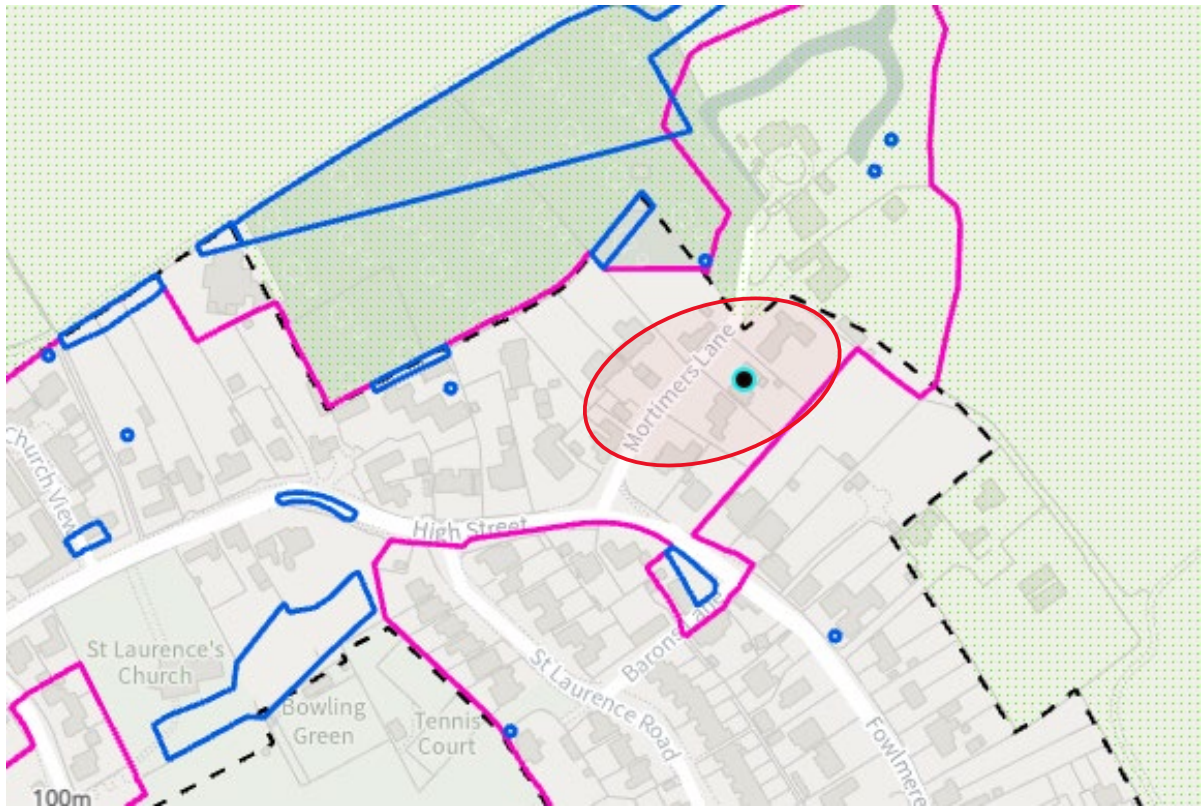 Mortimers Lane
Church View
High Street
St Laurence's
Church
Barons Lane
St Laurence Road
Bowling
Green
Tennis
Court
Fowlmere
100m